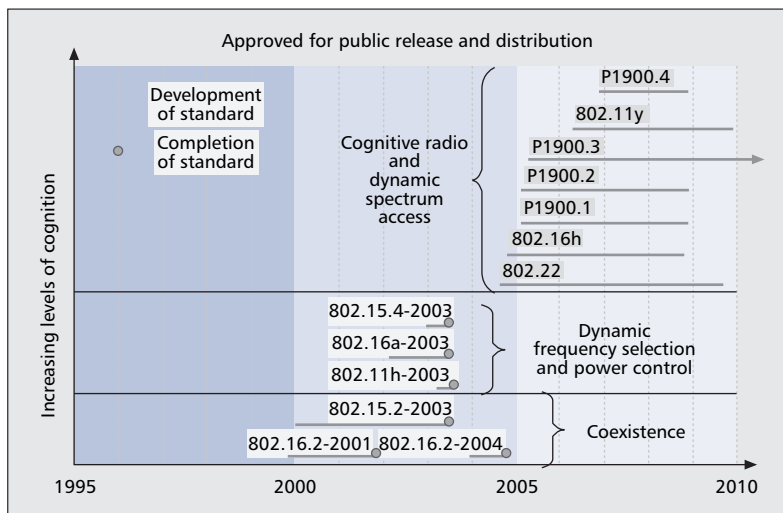 Approved for public release and distribution
Increasing levels of cognition
Development
of standard
Completion
of standard
Cognitive radio
and
dynamic
spectrum
access
P1900.4
802.11y
P1900.3
P1900.2
P1900.1
802.16h
802.22
802.15.4-2003
802.16a-2003
802.11h-2003
Dynamic
frequency selection
and power control
802.15.2-2003
802.16.2-2001 802.16.2-2004
Coexistence
1995 2000 2005 2010